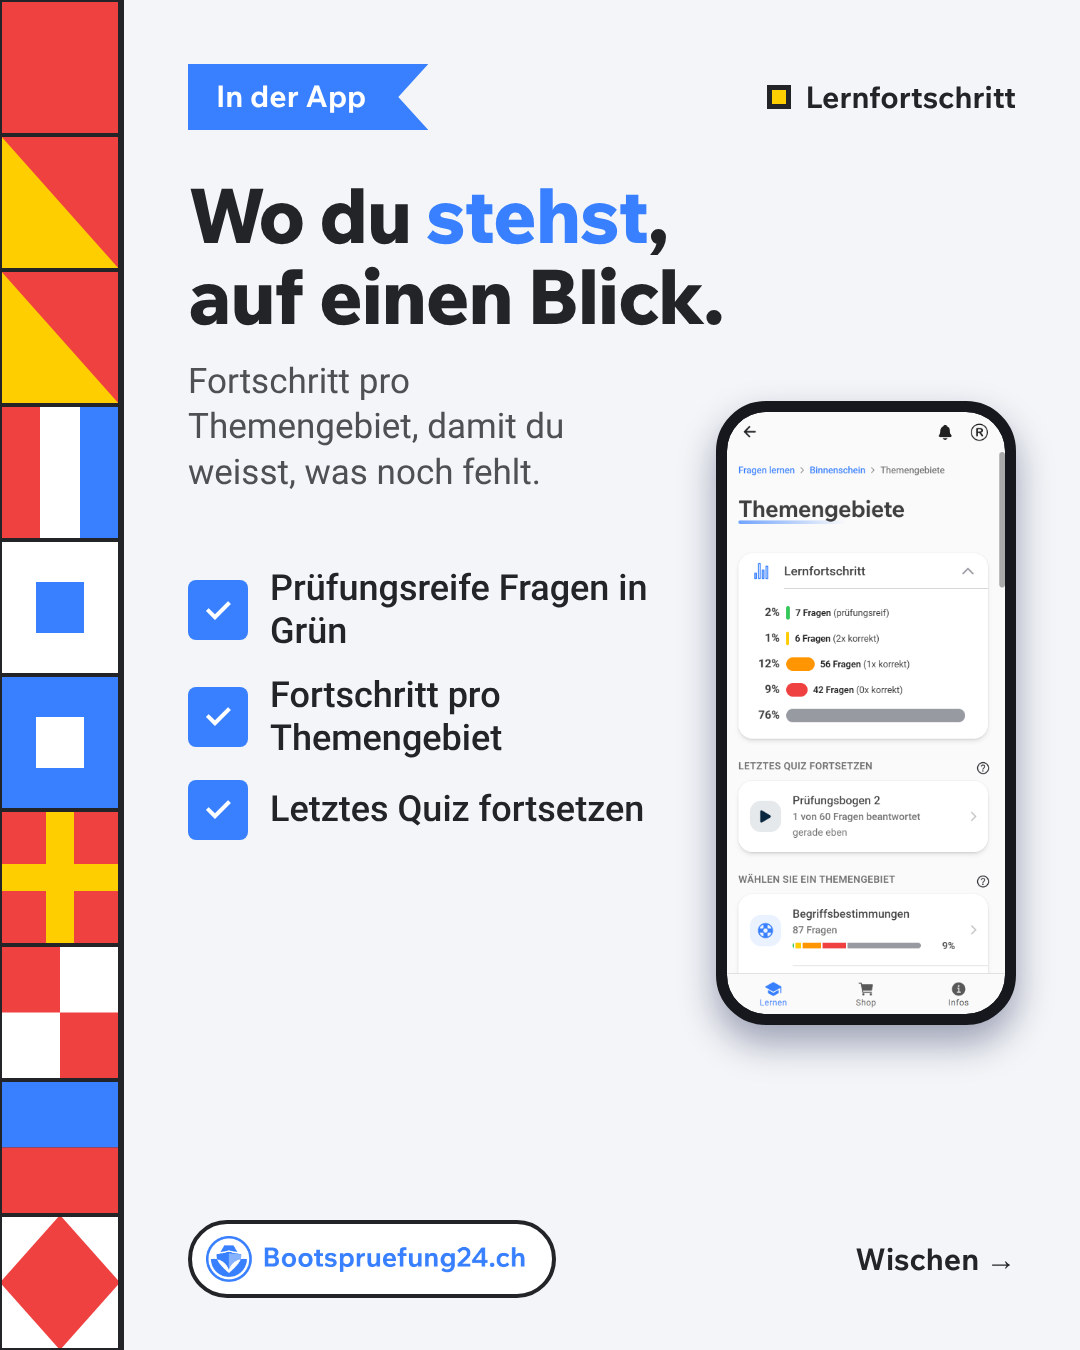 In der App
Lernfortschritt
Wo du stehst,
auf einen Blick.
Fortschritt pro
Themengebiet, damit du
weisst, was noch fehlt.
Prüfungsreife Fragen in
Grün
Fortschritt pro
Themengebiet
Letztes Quiz fortsetzen
R
Fragen lernen > Binnenschein > Themengebiete
Themengebiete
Lernfortschritt
2% 7 Fragen (prüfungsreif)
1% 6 Fragen (2x korrekt)
12% 56 Fragen (1x korrekt)
9% 42 Fragen (0x korrekt)
76%
LETZTES QUIZ FORTSETZEN ?
Prüfungsbogen 2
1 von 60 Fragen beantwortet
gerade eben
WÄHLEN SIE EIN THEMENGEBIET ?
Begriffsbestimmungen
87 Fragen
9%
Lernen Shop Infos
Bootspruefung24.ch
Wischen →